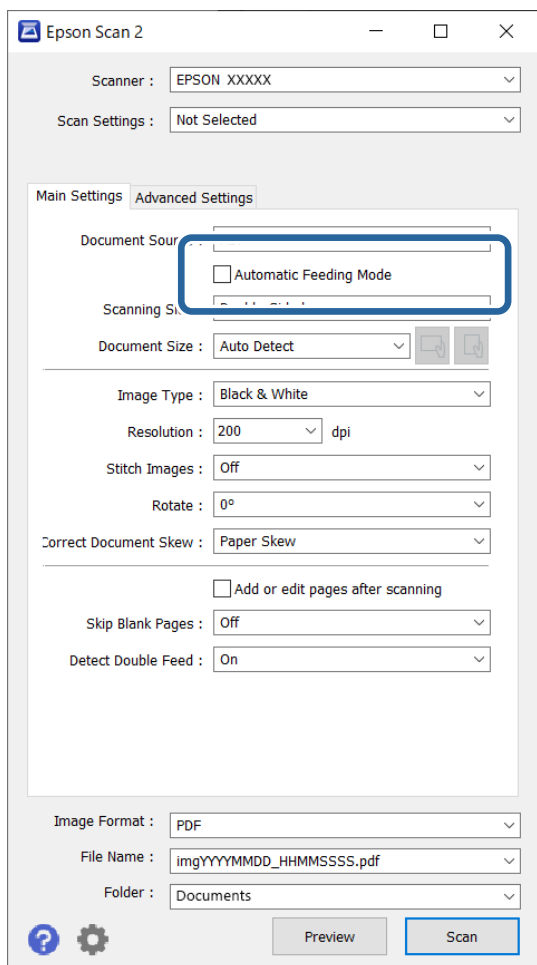 Epson Scan 2
Scanner : EPSON XXXXX
Scan Settings : Not Selected
Main Settings Advanced Settings
Document
Automatic Feeding Mode
Scanning
Document Size : Auto Detect
Image Type : Black & White
Resolution : 200 dpi
Stitch Images : Off
Rotate : 0°
Correct Document Skew : Paper Skew
Add or edit pages after scanning
Skip Blank Pages : Off
Detect Double Feed : On
Image Format : PDF
File Name : imgYYYYMMDD_HHMMSSSS.pdf
Folder : Documents
? Preview Scan